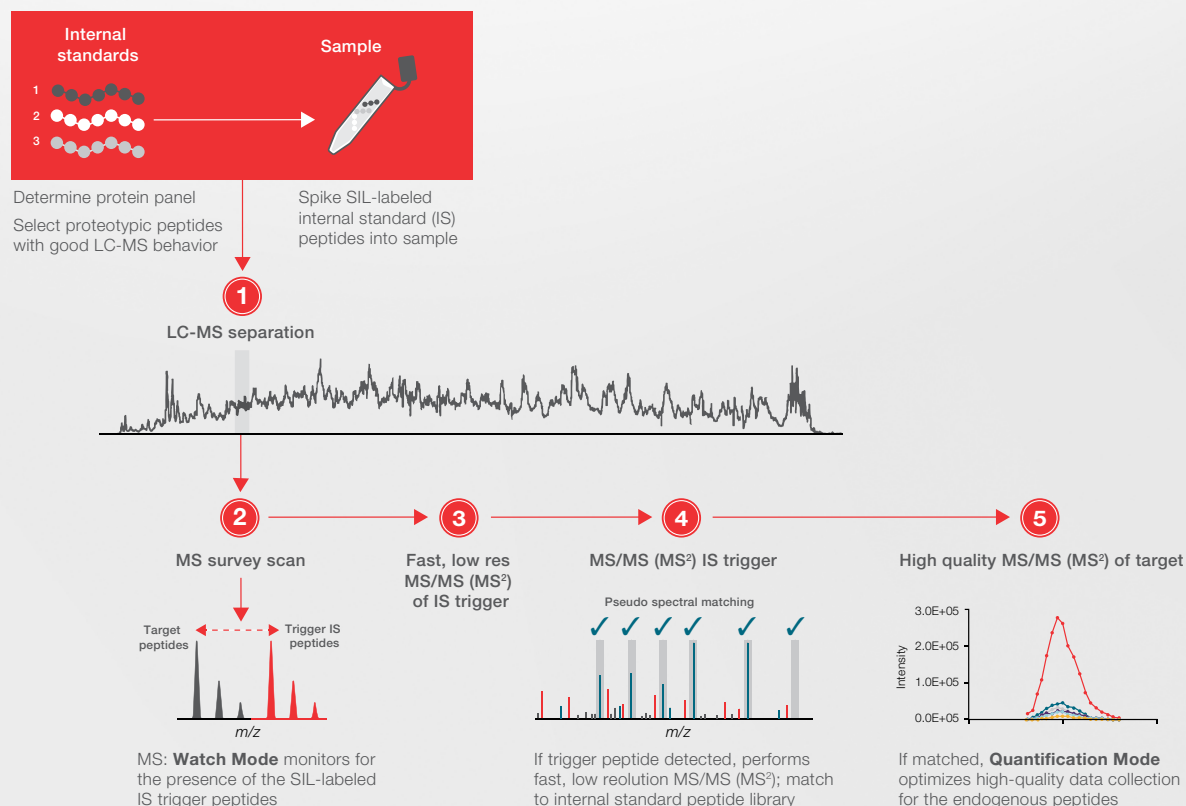 Internal
standards
Sample
1
2
3
Determine protein panel
Select proteotypic peptides
with good LC-MS behavior
Spike SIL-labeled
internal standard (IS)
peptides into sample
1
LC-MS separation
2
MS survey scan
Target
peptides
Trigger IS
peptides
m/z
MS: Watch Mode monitors for
the presence of the SIL-labeled
IS trigger peptides
3
Fast, low res
MS/MS (MS²)
of IS trigger
4
MS/MS (MS²) IS trigger
Pseudo spectral matching
m/z
If trigger peptide detected, performs
fast, low reolution MS/MS (MS²); match
to internal standard peptide library
5
High quality MS/MS (MS²) of target
Intensity
3.0E+05
2.0E+05
1.0E+05
0.0E+05
If matched, Quantification Mode
optimizes high-quality data collection
for the endogenous peptides